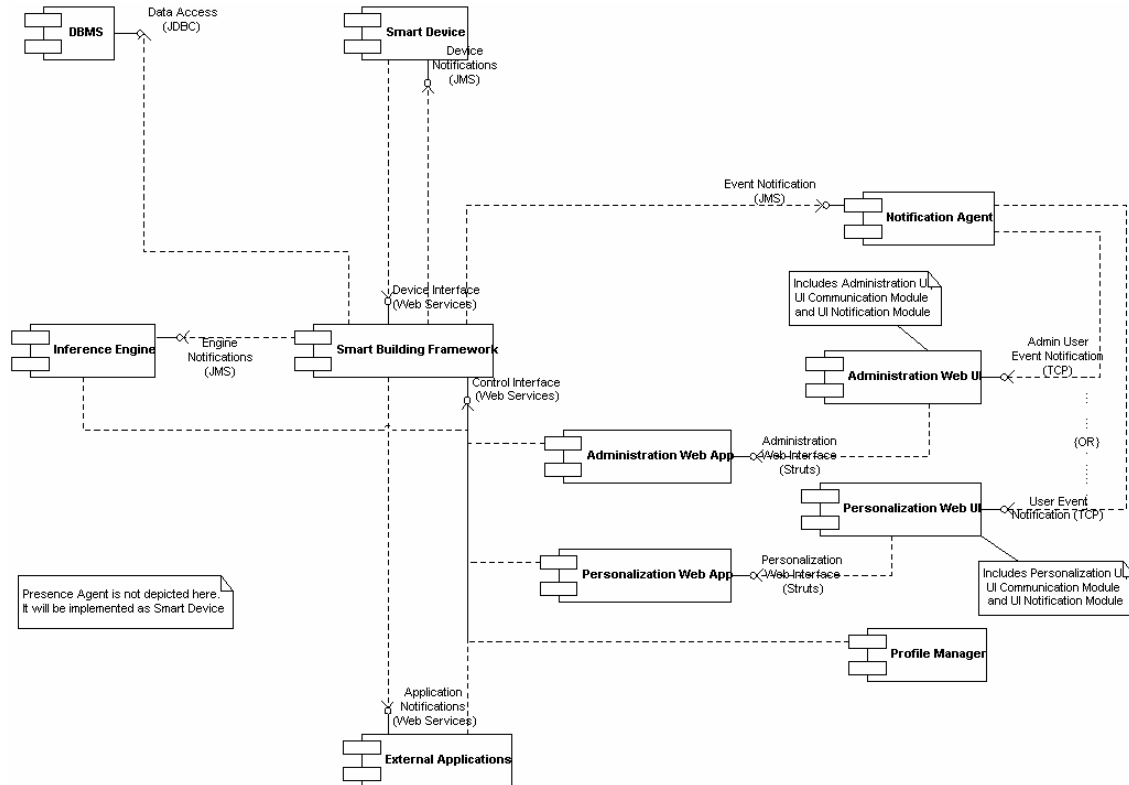 Data Access
(JDBC)
DBMS
Smart Device
Device
Notifications
(JMS)
Event Notification
(JMS)
Notification Agent
Includes Administration UI,
UI Communication Module
and UI Notification Module
Device Interface
(Web Services)
Inference Engine
Engine
Notifications
(JMS)
Smart Building Framework
Admin User
Event Notification
(TCP)
Administration Web UI
Control Interface
(Web Services)
Administration Web App
Administration
Web Interface
(Struts)
{OR}
Personalization Web UI
User Event
Notification (TCP)
Personalization Web App
Personalization
Web Interface
(Struts)
Includes Personalization UI,
UI Communication Module
and UI Notification Module
Presence Agent is not depicted here.
It will be implemented as Smart Device
Profile Manager
Application
Notifications
(Web Services)
External Applications